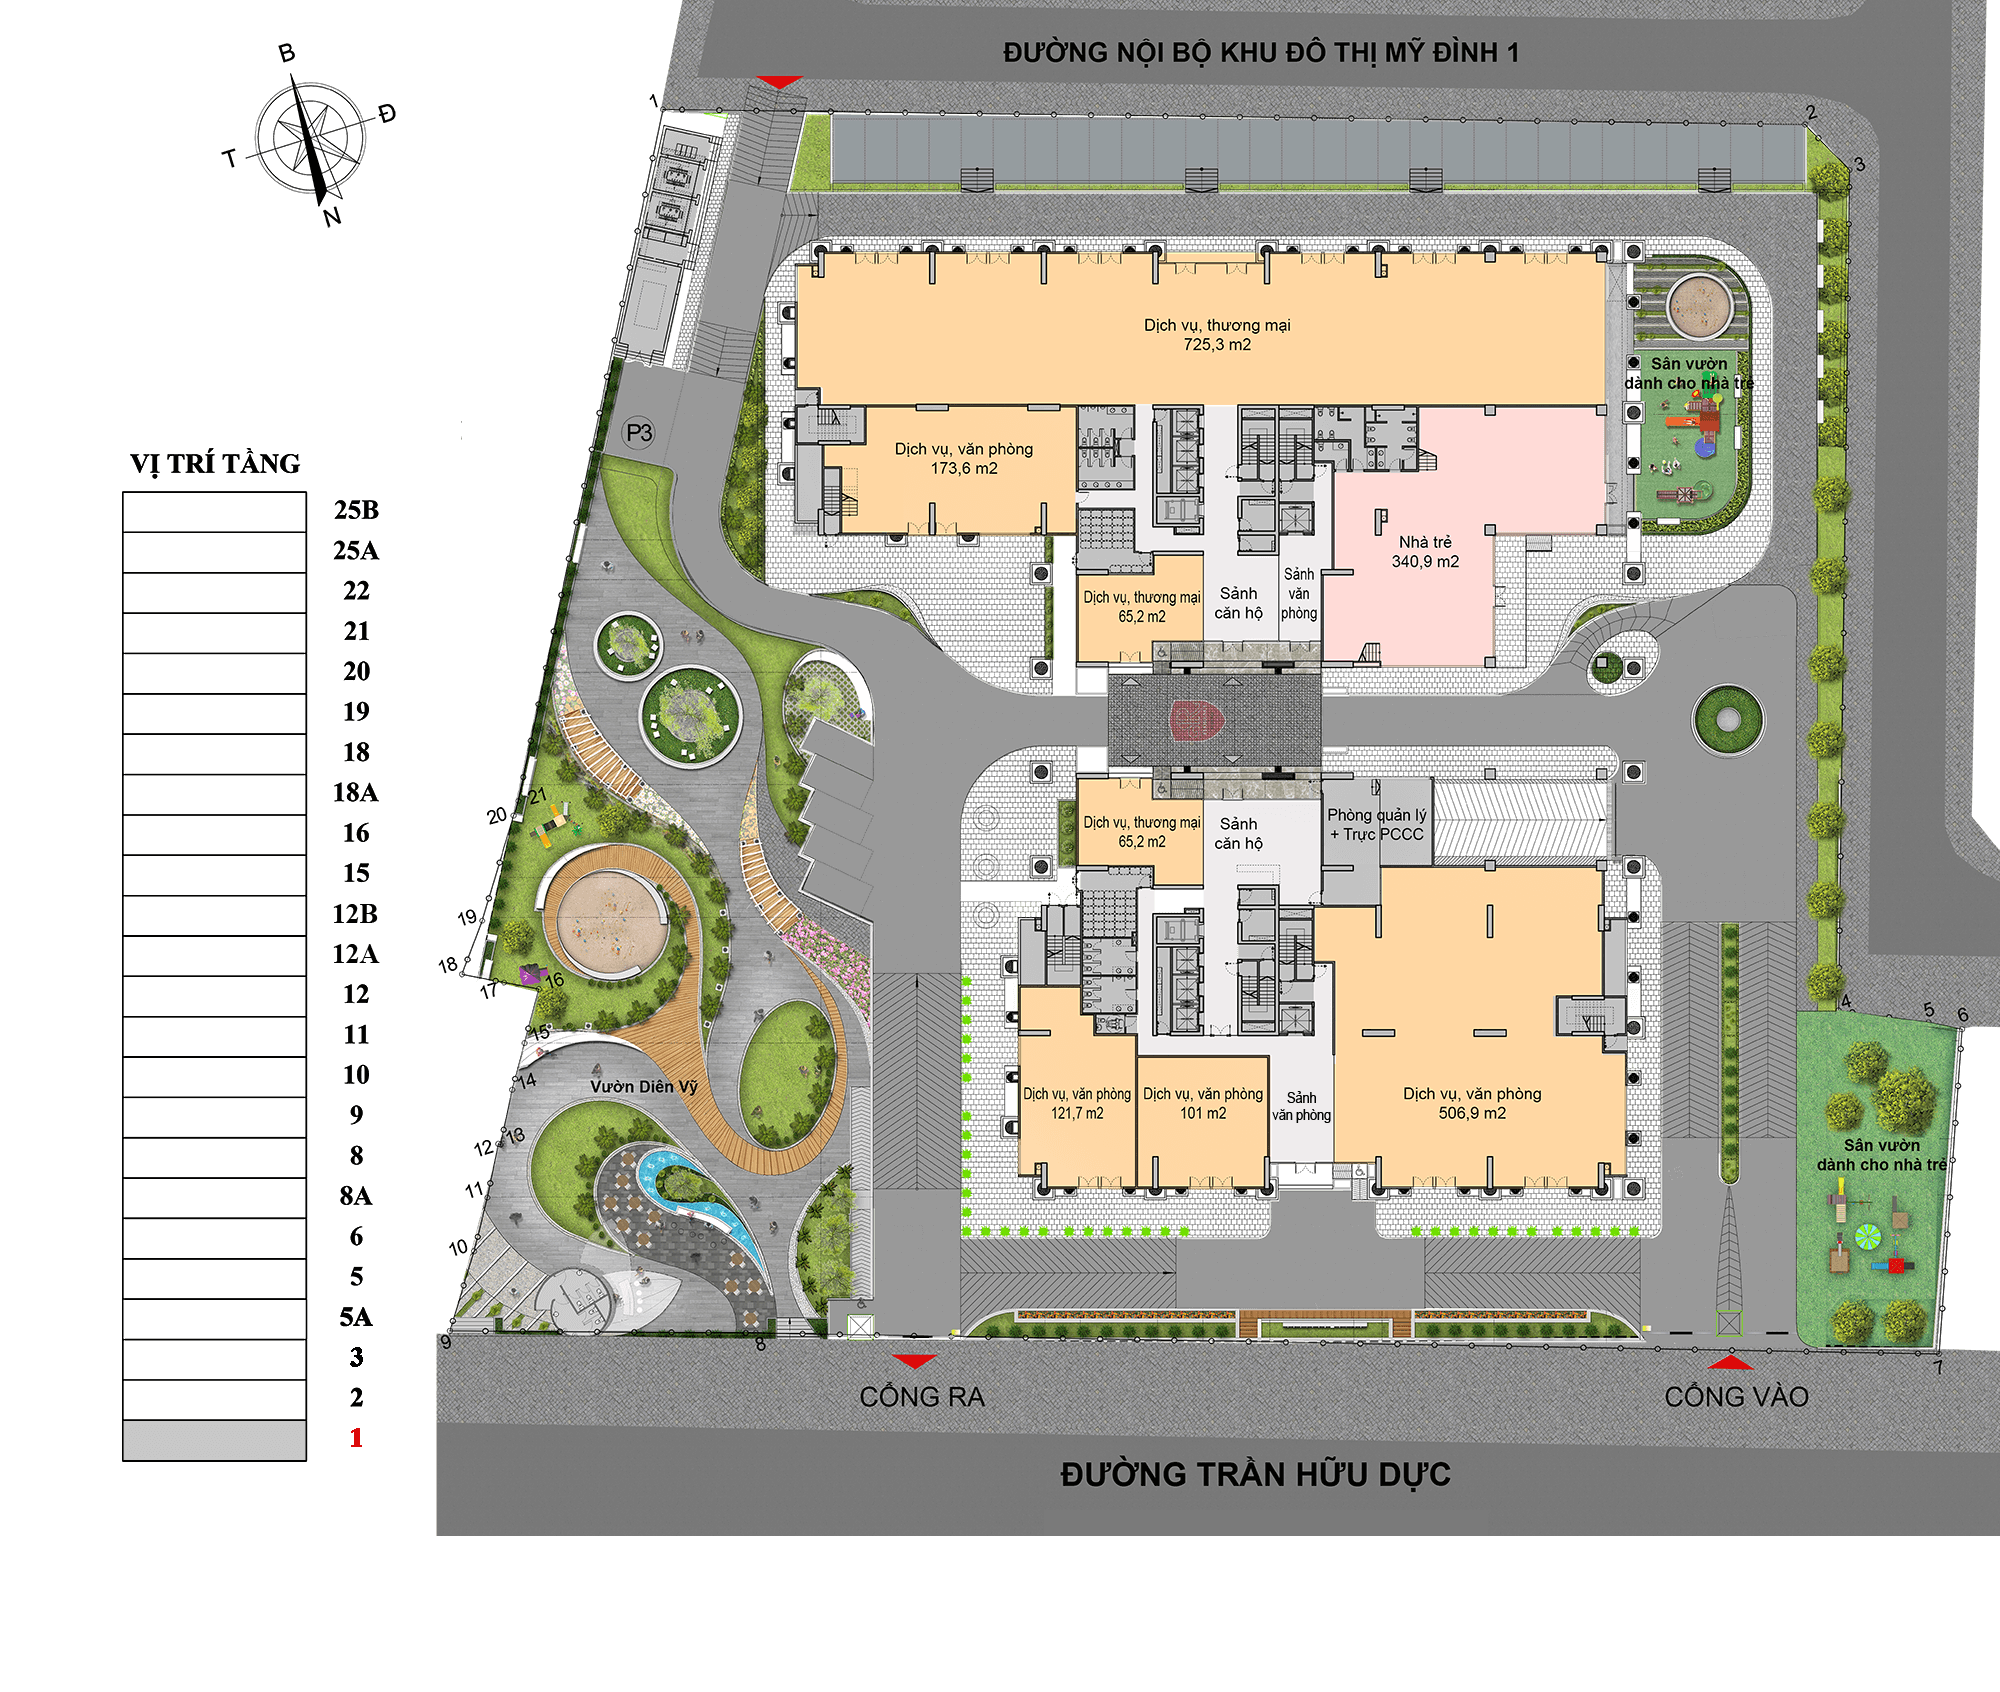 ĐƯỜNG NỘI BỘ KHU ĐÔ THỊ MỸ ĐÌNH 1
B
Đ
T
N
1
2
3
Dịch vụ, thương mại
725,3 m2
Sân vườn
dành cho nhà trẻ
P3
Dịch vụ, văn phòng
173,6 m2
Nhà trẻ
340,9 m2
Dịch vụ, thương mại
65,2 m2
Sảnh
căn hộ
Sảnh
văn
phòng
VỊ TRÍ TẦNG
25B
25A
22
21
20
19
18
18A
16
15
12B
12A
12
11
10
9
8
8A
6
5
5A
3
2
1
Dịch vụ, thương mại
65,2 m2
Sảnh
căn hộ
Phòng quản lý
+ Trực PCCC
21
20
19
18
17
16
15
14
13
12
11
10
9
8
4
5
6
7
Vườn Diên Vỹ
Dịch vụ, văn phòng
121,7 m2
Dịch vụ, văn phòng
101 m2
Sảnh
văn phòng
Dịch vụ, văn phòng
506,9 m2
Sân vườn
dành cho nhà trẻ
CỔNG RA
CỔNG VÀO
ĐƯỜNG TRẦN HỮU DỰC